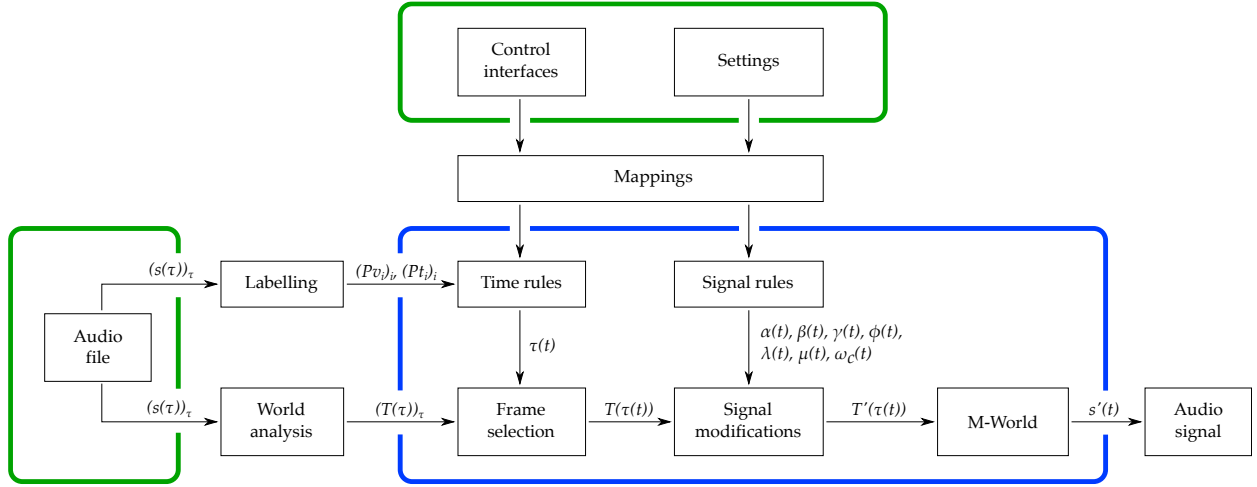 Control
interfaces
Settings
Mappings
(s(τ))τ
Labelling
(Pvᵢ)ᵢ, (Ptᵢ)ᵢ
Time rules
Signal rules
Audio
file
τ(t)
α(t), β(t), γ(t), ϕ(t),
λ(t), μ(t), ω_C(t)
(s(τ))τ
World
analysis
(T(τ))τ
Frame
selection
T(τ(t))
Signal
modifications
T'(τ(t))
M-World
s'(t)
Audio
signal